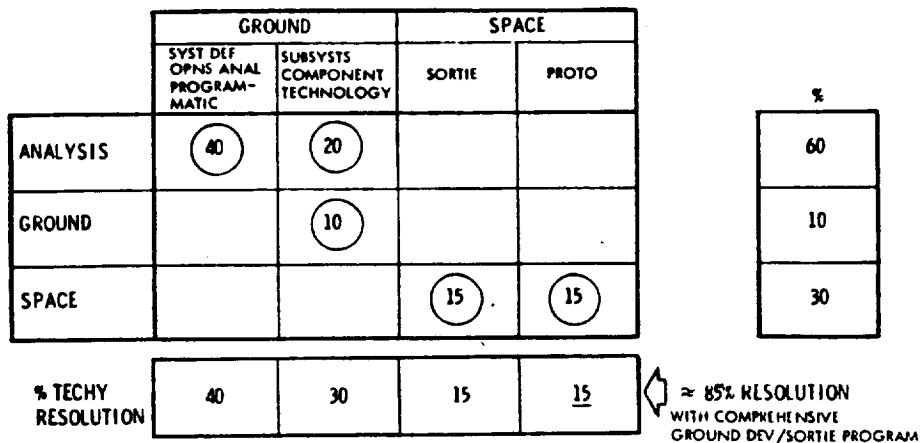 GROUND SPACE
SYST DEF
OPNS ANAL
PROGRAM-
MATIC
SUBSYSTS
COMPONENT
TECHNOLOGY
SORTIE PROTO
%
ANALYSIS 40 20 60
GROUND 10 10
SPACE 15 15 30
% TECHY
RESOLUTION
40 30 15 15
≈ 85% RESOLUTION
WITH COMPREHENSIVE
GROUND DEV/SORTIE PROGRAM